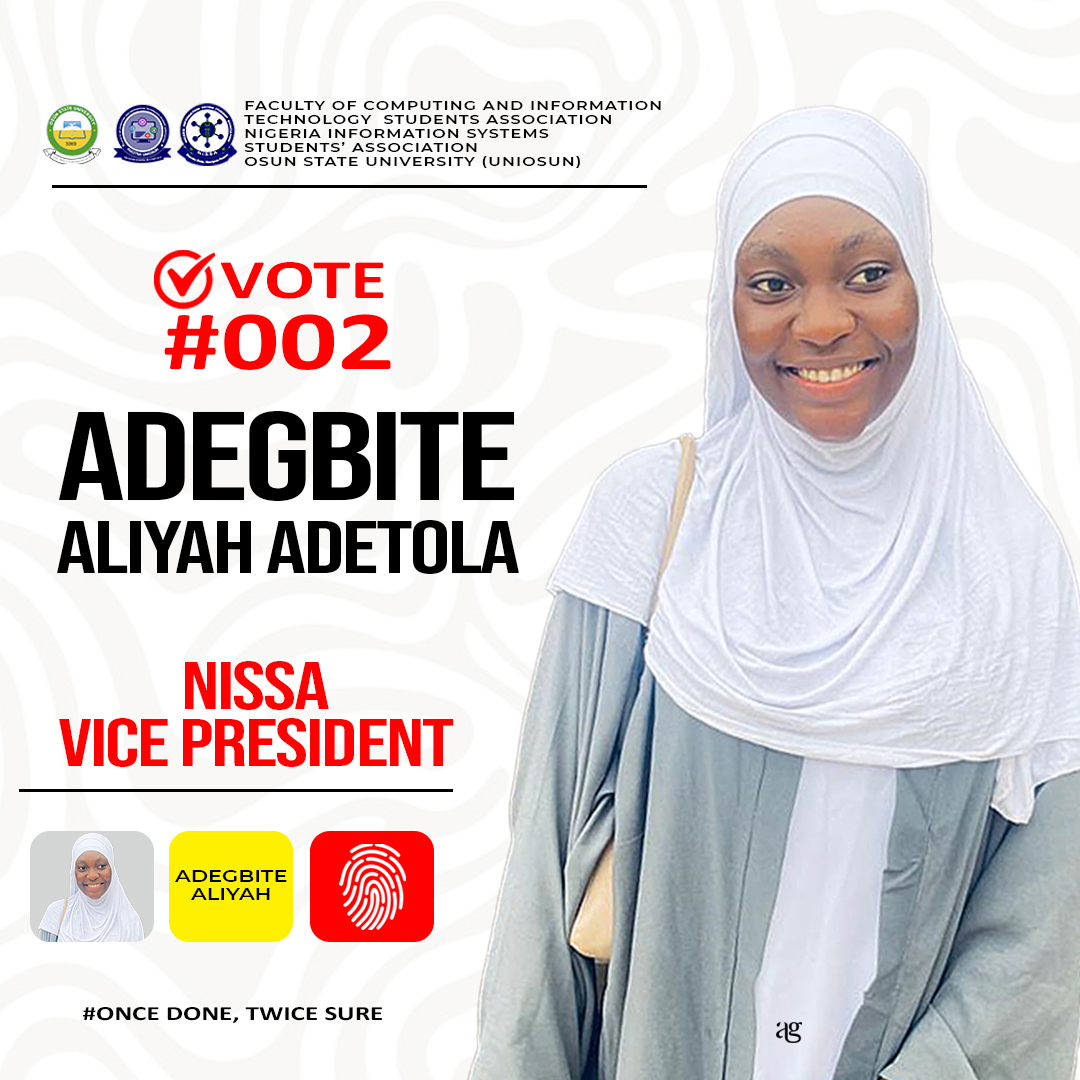 FACULTY OF COMPUTING AND INFORMATION
TECHNOLOGY STUDENTS ASSOCIATION
NIGERIA INFORMATION SYSTEMS
STUDENTS' ASSOCIATION
OSUN STATE UNIVERSITY (UNIOSUN)
VOTE
#002
ADEGBITE
ALIYAH ADETOLA
NISSA
VICE PRESIDENT
ADEGBITE
ALIYAH
#ONCE DONE, TWICE SURE
ag